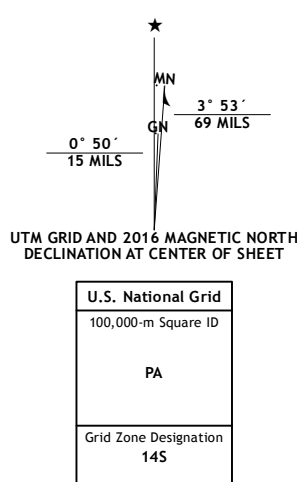 ★
MN
3° 53´
69 MILS
GN
0° 50´
15 MILS
UTM GRID AND 2016 MAGNETIC NORTH
DECLINATION AT CENTER OF SHEET
U.S. National Grid
100,000-m Square ID
PA
Grid Zone Designation
14S